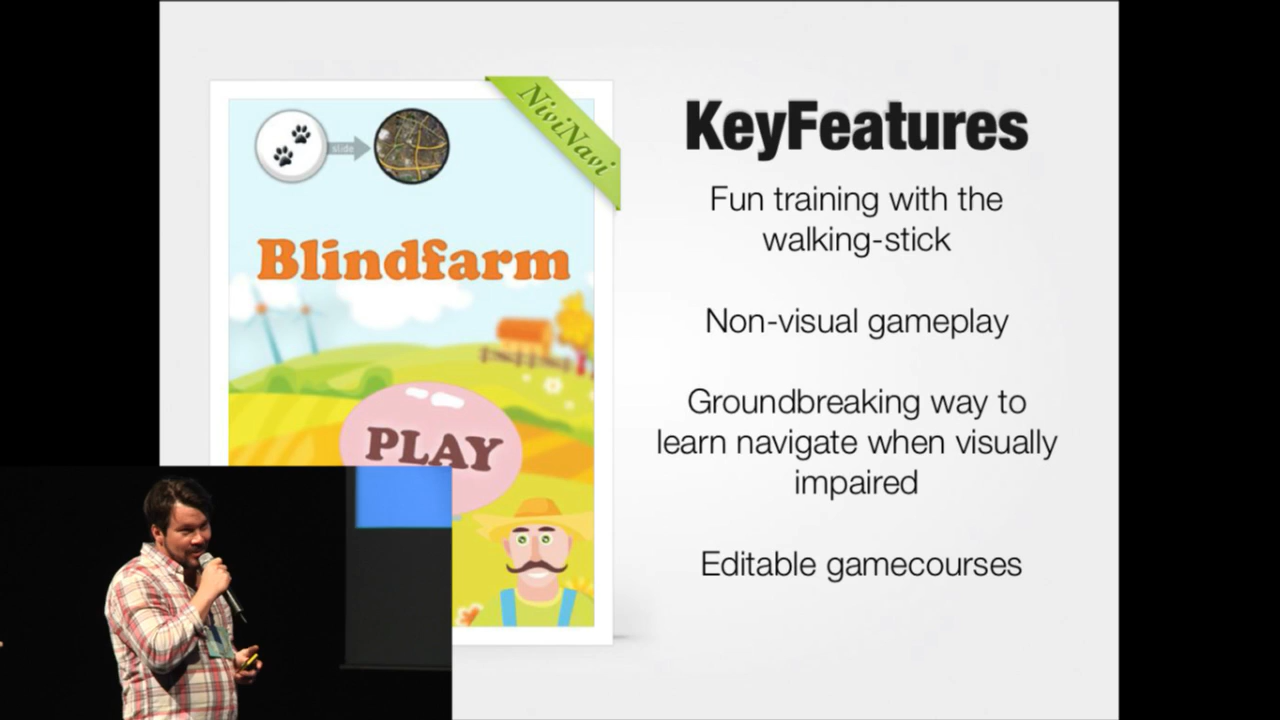 slide
NiviNavi
Blindfarm
PLAY
KeyFeatures
Fun training with the
walking-stick
Non-visual gameplay
Groundbreaking way to
learn navigate when visually
impaired
Editable gamecourses